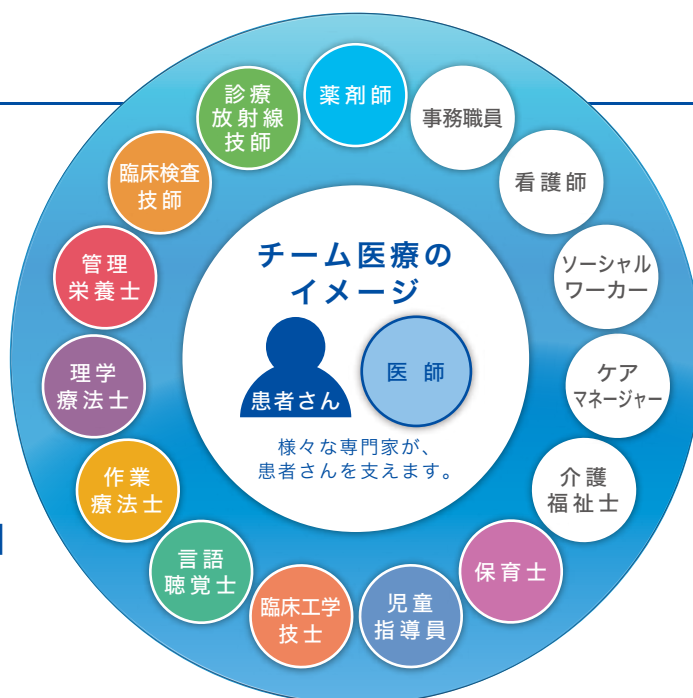 チーム医療の
イメージ
患者さん
医師
様々な専門家が、
患者さんを支えます。
薬剤師
事務職員
看護師
ソーシャル
ワーカー
ケア
マネージャー
介護
福祉士
保育士
児童
指導員
臨床工学
技士
言語
聴覚士
作業
療法士
理学
療法士
管理
栄養士
臨床検査
技師
診療
放射線
技師